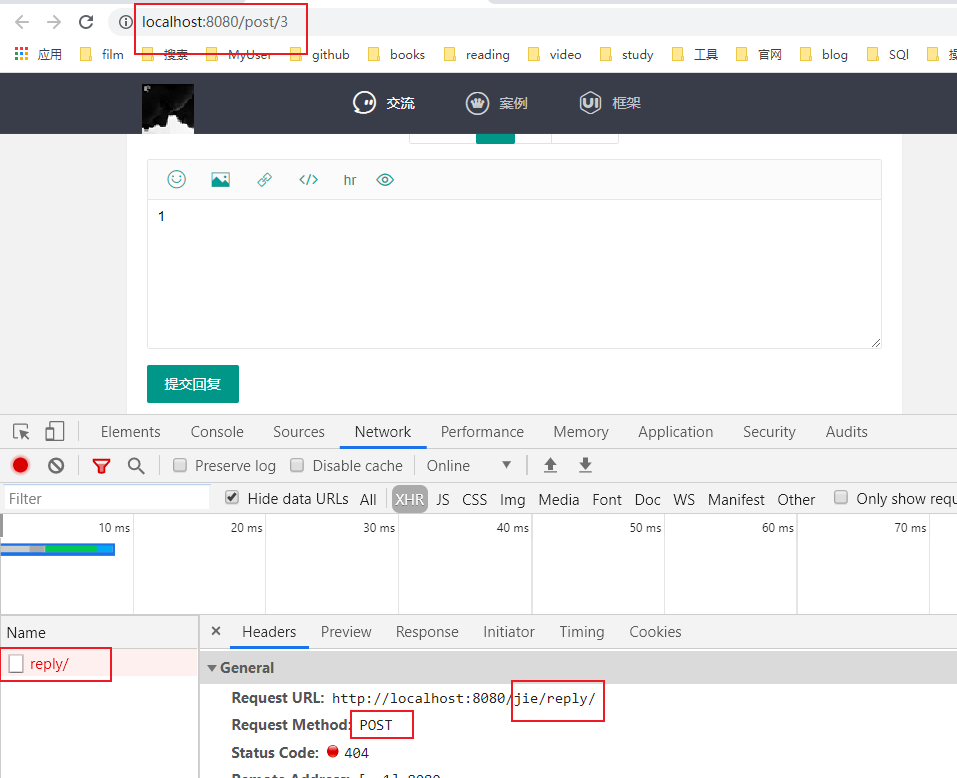 localhost:8080/post/3
应用 film 搜索 MyUser github books reading video study 工具 官网 blog SQl
交流 案例 UI 框架
hr
1
提交回复
Elements Console Sources Network Performance Memory Application Security Audits
Preserve log Disable cache Online
Filter Hide data URLs All XHR JS CSS Img Media Font Doc WS Manifest Other Only show requ
10 ms 20 ms 30 ms 40 ms 50 ms 60 ms 70 ms
Name × Headers Preview Response Initiator Timing Cookies
reply/
General
Request URL: http://localhost:8080/jie/reply/
Request Method: POST
Status Code: 404